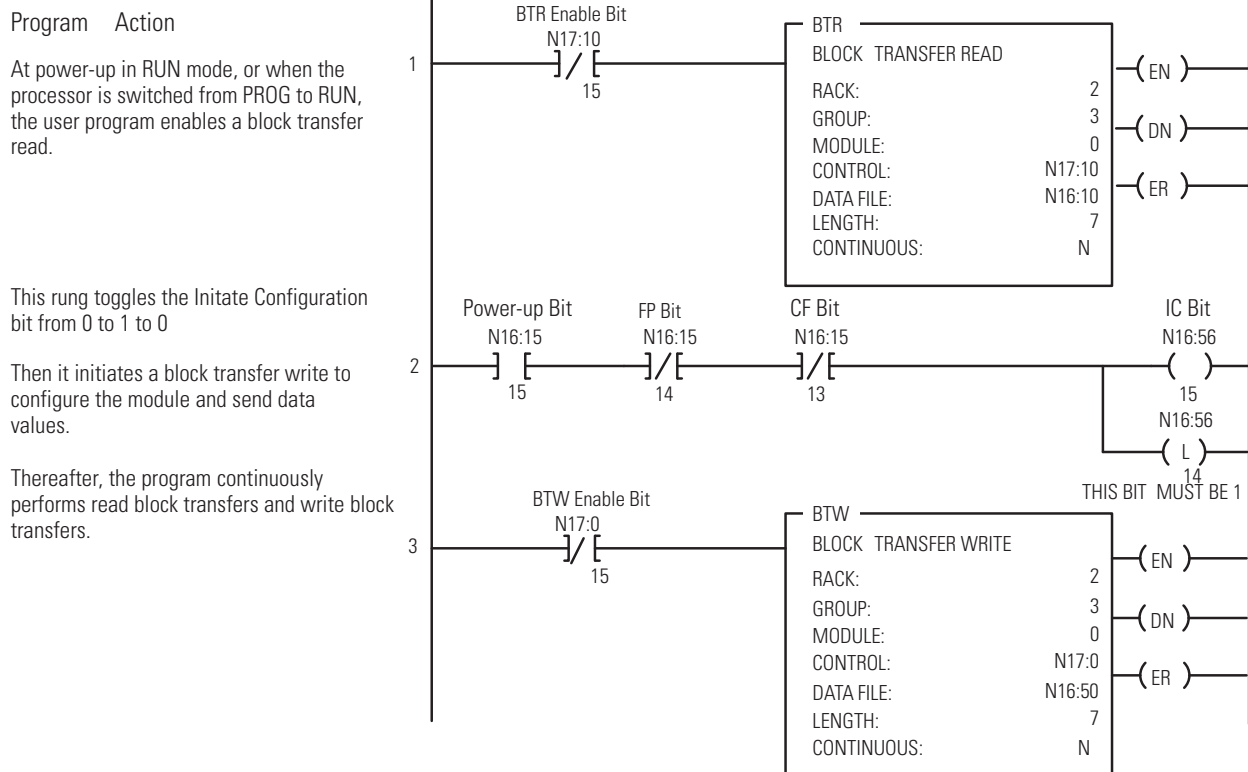 Program Action
At power-up in RUN mode, or when the
processor is switched from PROG to RUN,
the user program enables a block transfer
read.
This rung toggles the Initate Configuration
bit from 0 to 1 to 0
Then it initiates a block transfer write to
configure the module and send data
values.
Thereafter, the program continuously
performs read block transfers and write block
transfers.
1
BTR Enable Bit
N17:10
15
BTR
BLOCK TRANSFER READ
RACK: 2
GROUP: 3
MODULE: 0
CONTROL: N17:10
DATA FILE: N16:10
LENGTH: 7
CONTINUOUS: N
EN
DN
ER
2
Power-up Bit
N16:15
15
FP Bit
N16:15
14
CF Bit
N16:15
13
IC Bit
N16:56
15
N16:56
L
14
THIS BIT MUST BE 1
3
BTW Enable Bit
N17:0
15
BTW
BLOCK TRANSFER WRITE
RACK: 2
GROUP: 3
MODULE: 0
CONTROL: N17:0
DATA FILE: N16:50
LENGTH: 7
CONTINUOUS: N
EN
DN
ER